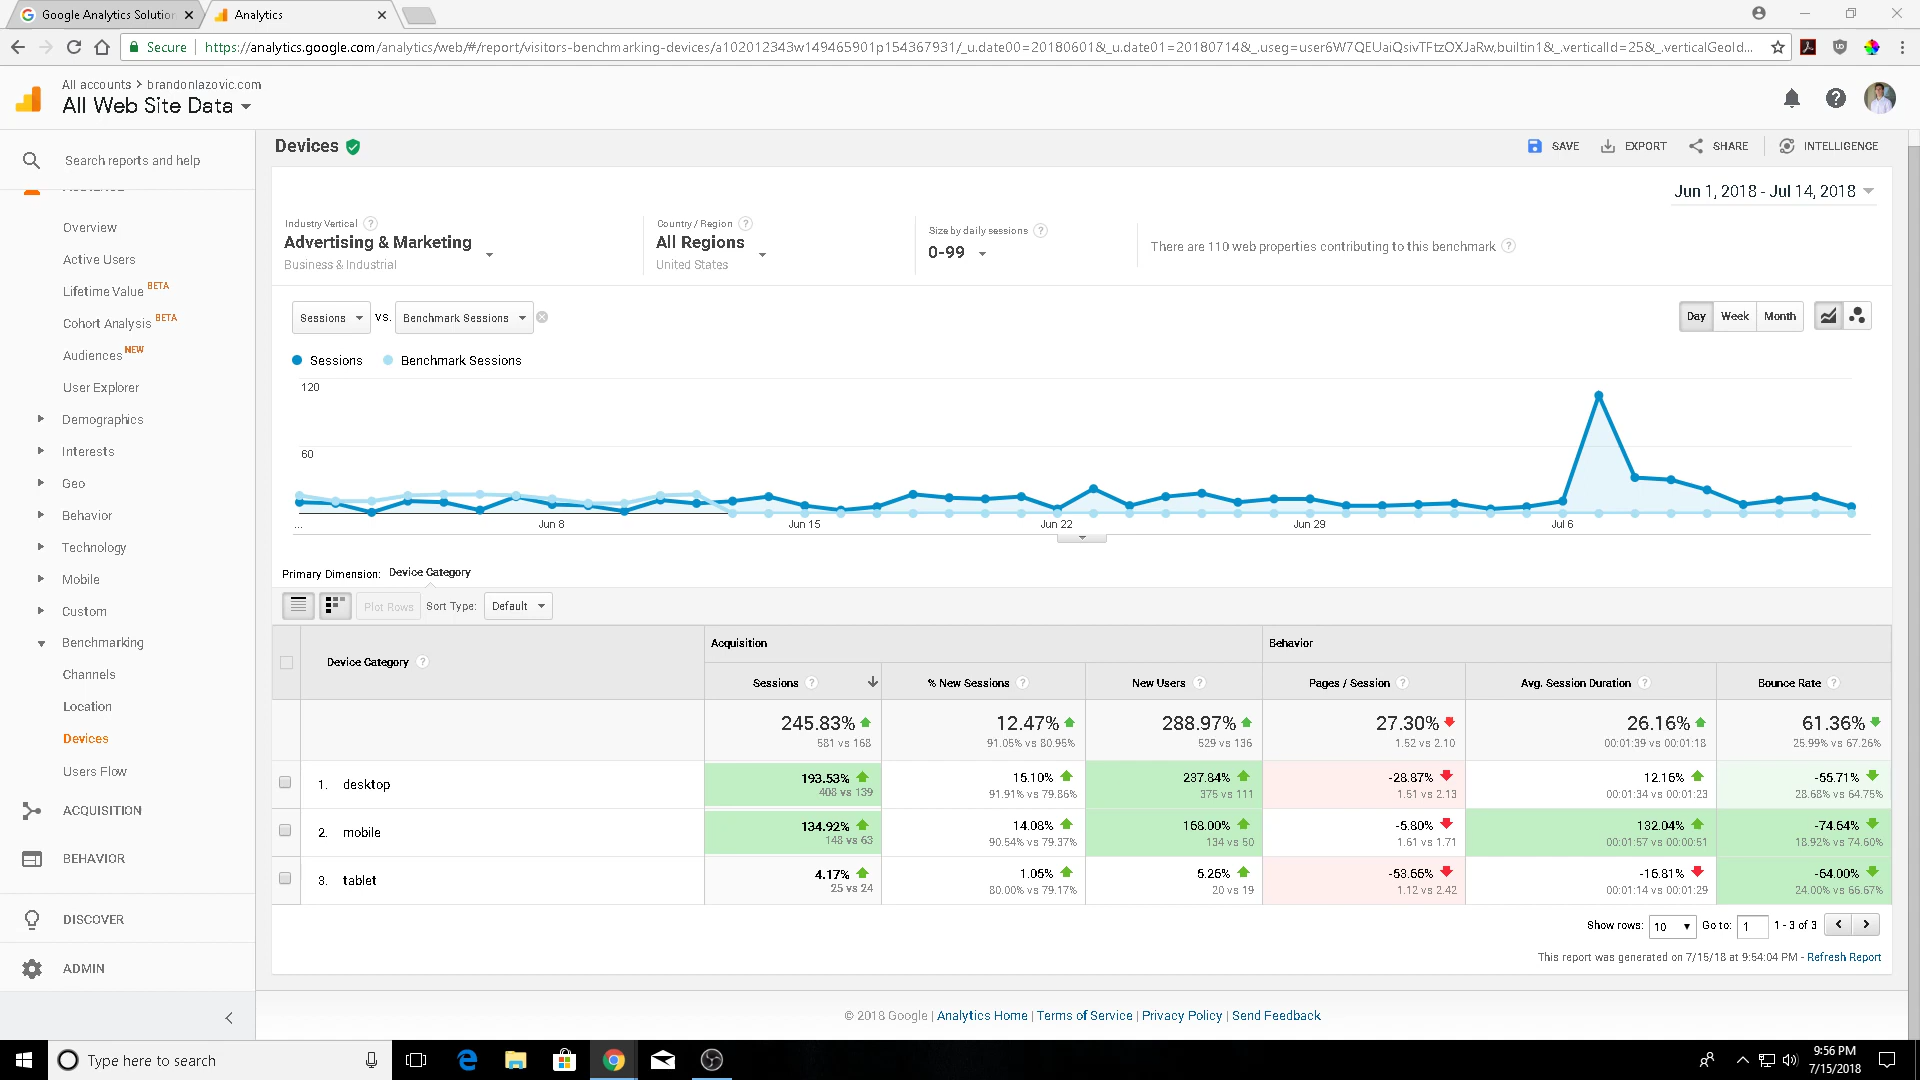 Google Analytics Solution
Analytics
Secure
https://analytics.google.com/analytics/web/#/report/visitors-benchmarking-devices/a102012343w149465901p154367931/_u.date00=20180601&_u.date01=20180714&_.useg=user6W7QEUaiQsivTFtzOXJaRw,builtin1&_.verticalId=25&_.verticalGeoId...
All accounts > brandonlazovic.com
All Web Site Data
Search reports and help
Overview
Active Users
Lifetime Value BETA
Cohort Analysis BETA
Audiences NEW
User Explorer
Demographics
Interests
Geo
Behavior
Technology
Mobile
Custom
Benchmarking
Channels
Location
Devices
Users Flow
ACQUISITION
BEHAVIOR
DISCOVER
ADMIN
Devices
SAVE EXPORT SHARE INTELLIGENCE
Jun 1, 2018 - Jul 14, 2018
Industry Vertical ?
Advertising & Marketing
Business & Industrial
Country / Region ?
All Regions
United States
Size by daily sessions ?
0-99
There are 110 web properties contributing to this benchmark ?
Sessions VS. Benchmark Sessions
Day Week Month
Sessions Benchmark Sessions
120
60
... Jun 8 Jun 15 Jun 22 Jun 29 Jul 6
Primary Dimension: Device Category
Plot Rows Sort Type: Default
Acquisition Behavior
Device Category ?
Sessions ? % New Sessions ? New Users ? Pages / Session ? Avg. Session Duration ? Bounce Rate ?
245.83% 12.47% 288.97% 27.30% 26.16% 61.36%
581 vs 168 91.05% vs 80.95% 529 vs 136 1.52 vs 2.10 00:01:39 vs 00:01:18 25.99% vs 67.26%
1. desktop 193.53% 15.10% 237.84% -28.87% 12.16% -55.71%
408 vs 139 91.91% vs 79.86% 375 vs 111 1.51 vs 2.13 00:01:34 vs 00:01:23 28.68% vs 64.75%
2. mobile 134.92% 14.08% 168.00% -5.80% 132.04% -74.64%
148 vs 63 90.54% vs 79.37% 134 vs 50 1.61 vs 1.71 00:01:57 vs 00:00:51 18.92% vs 74.60%
3. tablet 4.17% 1.05% 5.26% -53.66% -16.81% -64.00%
25 vs 24 80.00% vs 79.17% 20 vs 19 1.12 vs 2.42 00:01:14 vs 00:01:29 24.00% vs 66.67%
Show rows: 10 Go to: 1 1 - 3 of 3
This report was generated on 7/15/18 at 9:54:04 PM - Refresh Report
© 2018 Google | Analytics Home | Terms of Service | Privacy Policy | Send Feedback
Type here to search
9:56 PM
7/15/2018